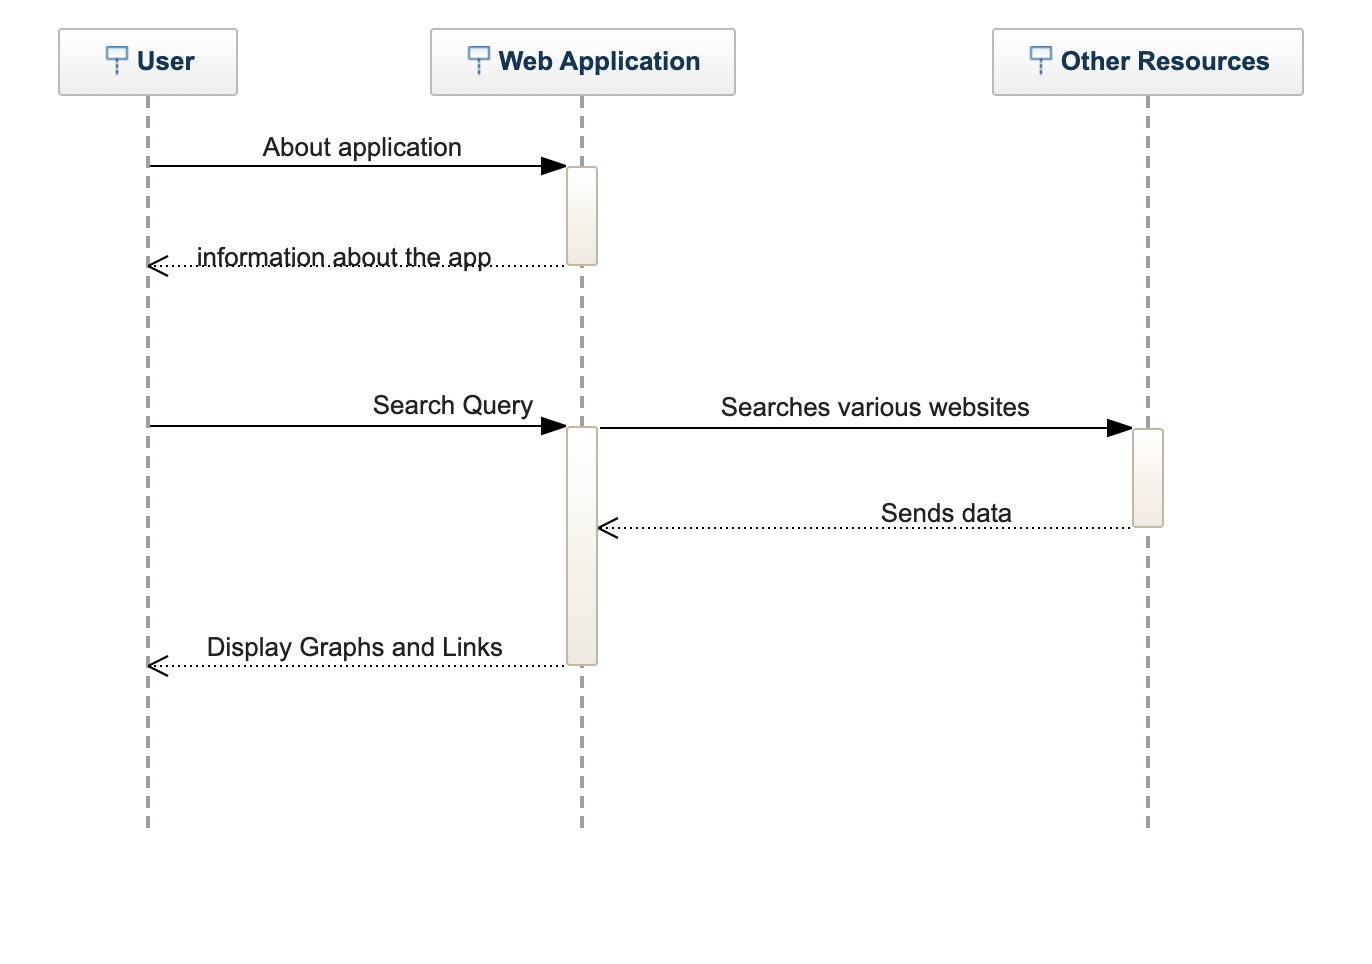 User
Web Application
Other Resources
About application
information about the app
Search Query
Searches various websites
Sends data
Display Graphs and Links